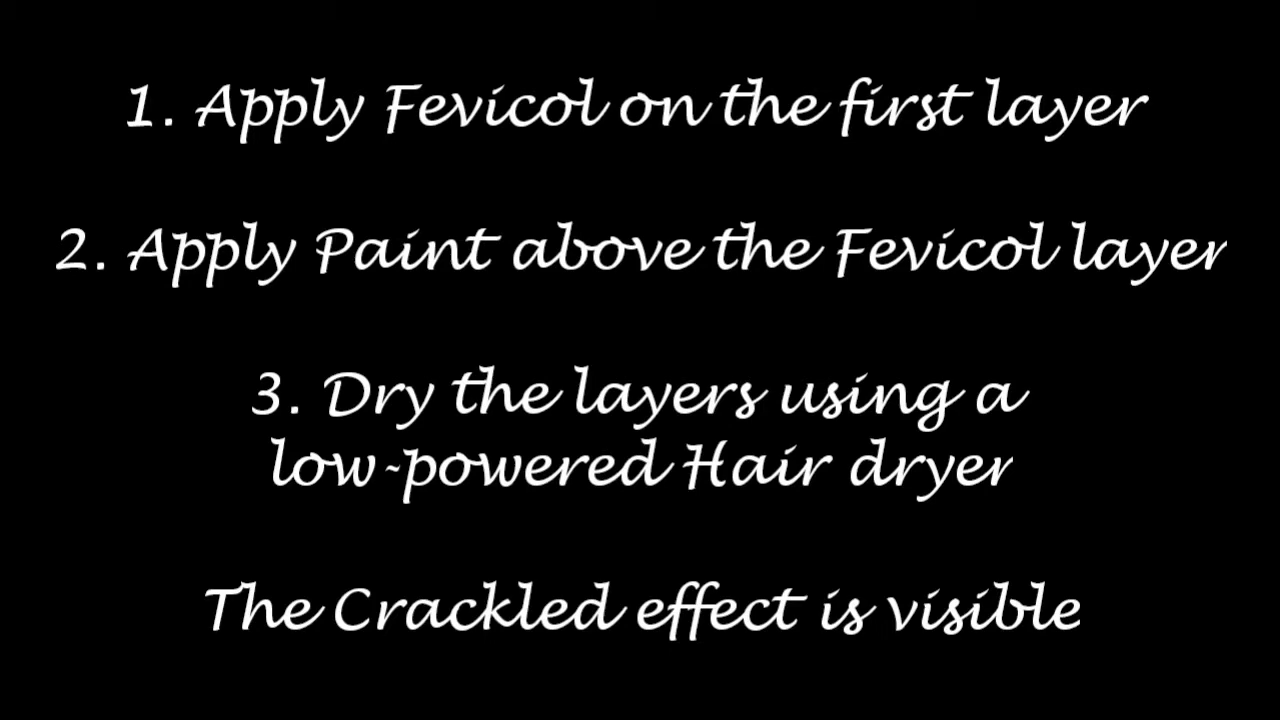 1. Apply Fevicol on the first layer
2. Apply Paint above the Fevicol layer
3. Dry the layers using a
low-powered Hair dryer
The Crackled effect is visible